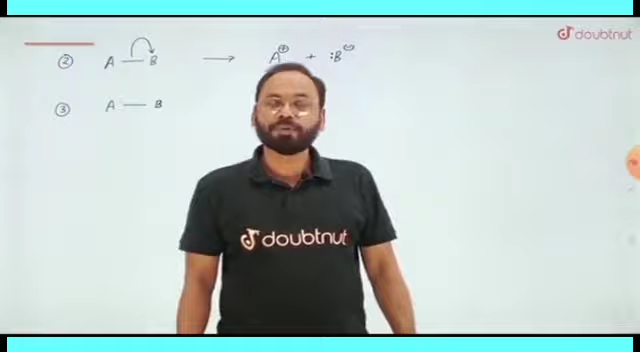 doubtnut
② A — B ⟶ A⊕ + :B⊖
③ A — B
doubtnut